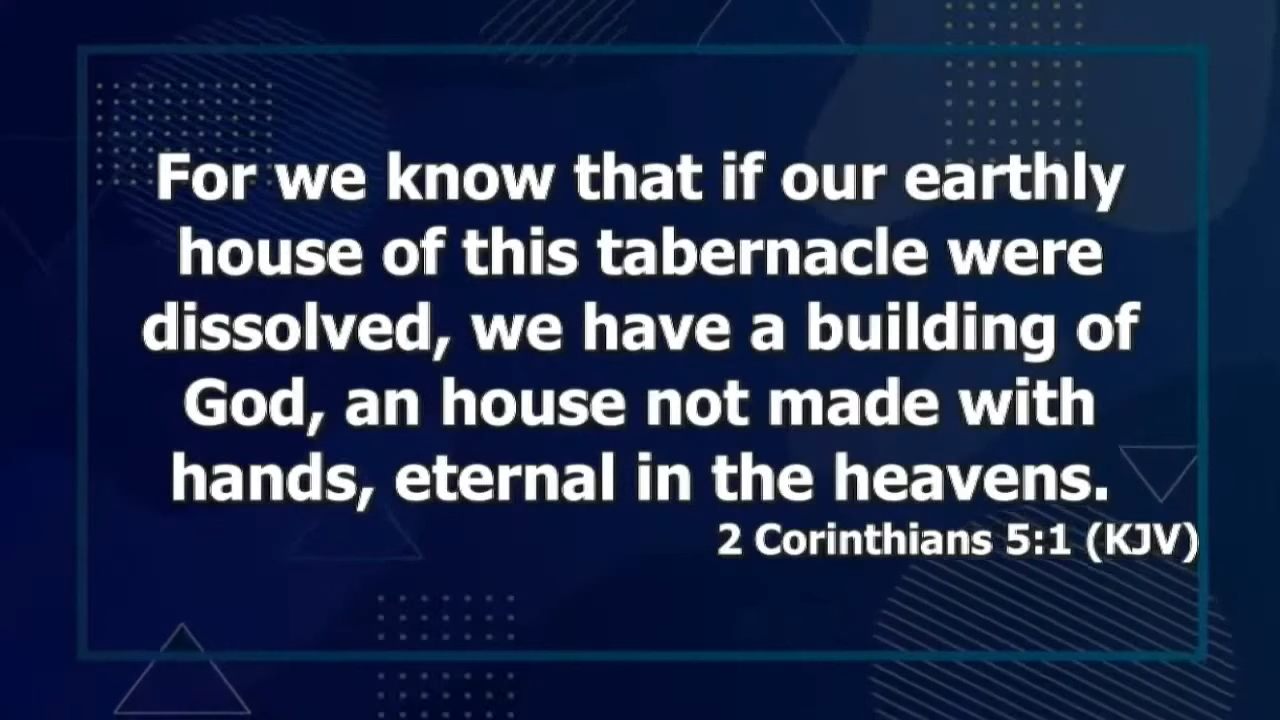 For we know that if our earthly
house of this tabernacle were
dissolved, we have a building of
God, an house not made with
hands, eternal in the heavens.
2 Corinthians 5:1 (KJV)